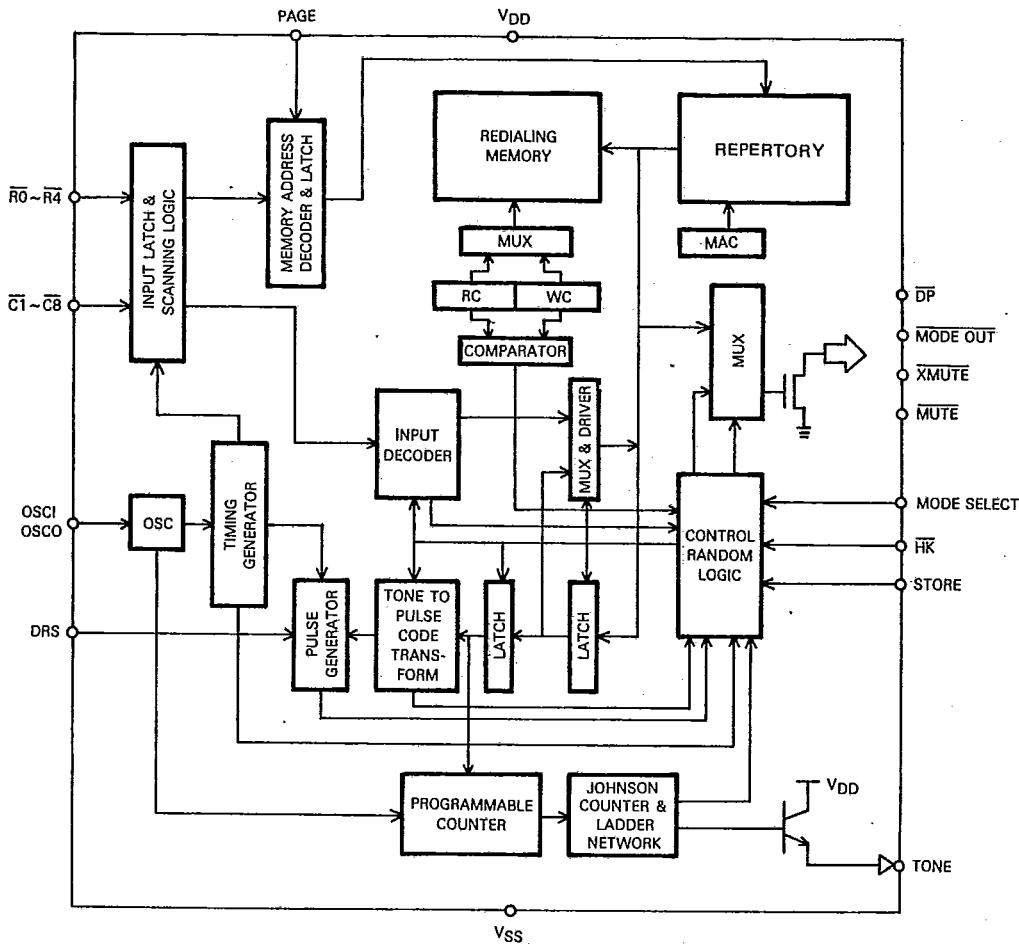 PAGE
VDD
R0~R4
C1~C8
OSCI
OSCO
DRS
INPUT LATCH &
SCANNING LOGIC
MEMORY ADDRESS
DECODER & LATCH
REDIALING
MEMORY
REPERTORY
MUX
MAC
RC
WC
COMPARATOR
MUX
DP
MODE OUT
XMUTE
MUTE
INPUT
DECODER
MUX & DRIVER
OSC
TIMING
GENERATOR
CONTROL
RANDOM
LOGIC
MODE SELECT
HK
STORE
PULSE
GENERATOR
TONE TO
PULSE
CODE
TRANS-
FORM
LATCH
LATCH
PROGRAMMABLE
COUNTER
JOHNSON
COUNTER &
LADDER
NETWORK
VDD
TONE
VSS